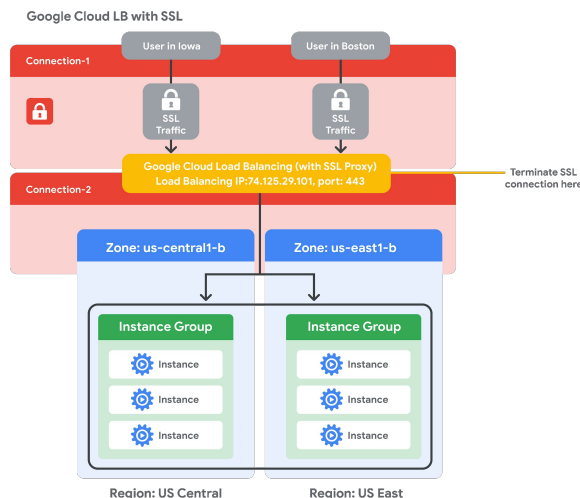 Google Cloud LB with SSL
User in Iowa
User in Boston
Connection-1
SSL
Traffic
SSL
Traffic
Google Cloud Load Balancing (with SSL Proxy)
Load Balancing IP:74.125.29.101, port: 443
Terminate SSL
connection here
Connection-2
Zone: us-central1-b
Zone: us-east1-b
Instance Group
Instance Group
Instance
Instance
Instance
Instance
Instance
Instance
Region: US Central
Region: US East